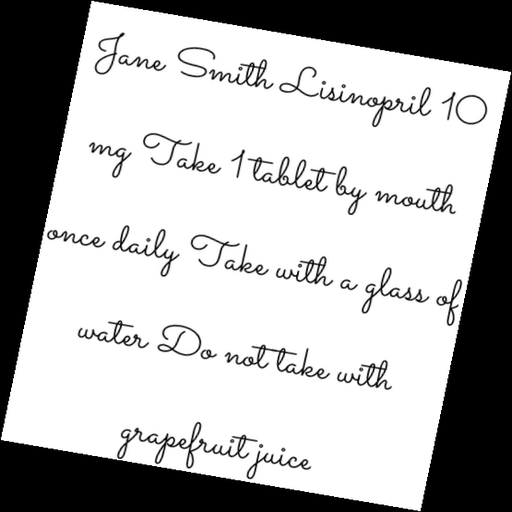 Jane Smith Lisinopril 10
mg Take 1 tablet by mouth
once daily Take with a glass of
water Do not take with
grapefruit juice